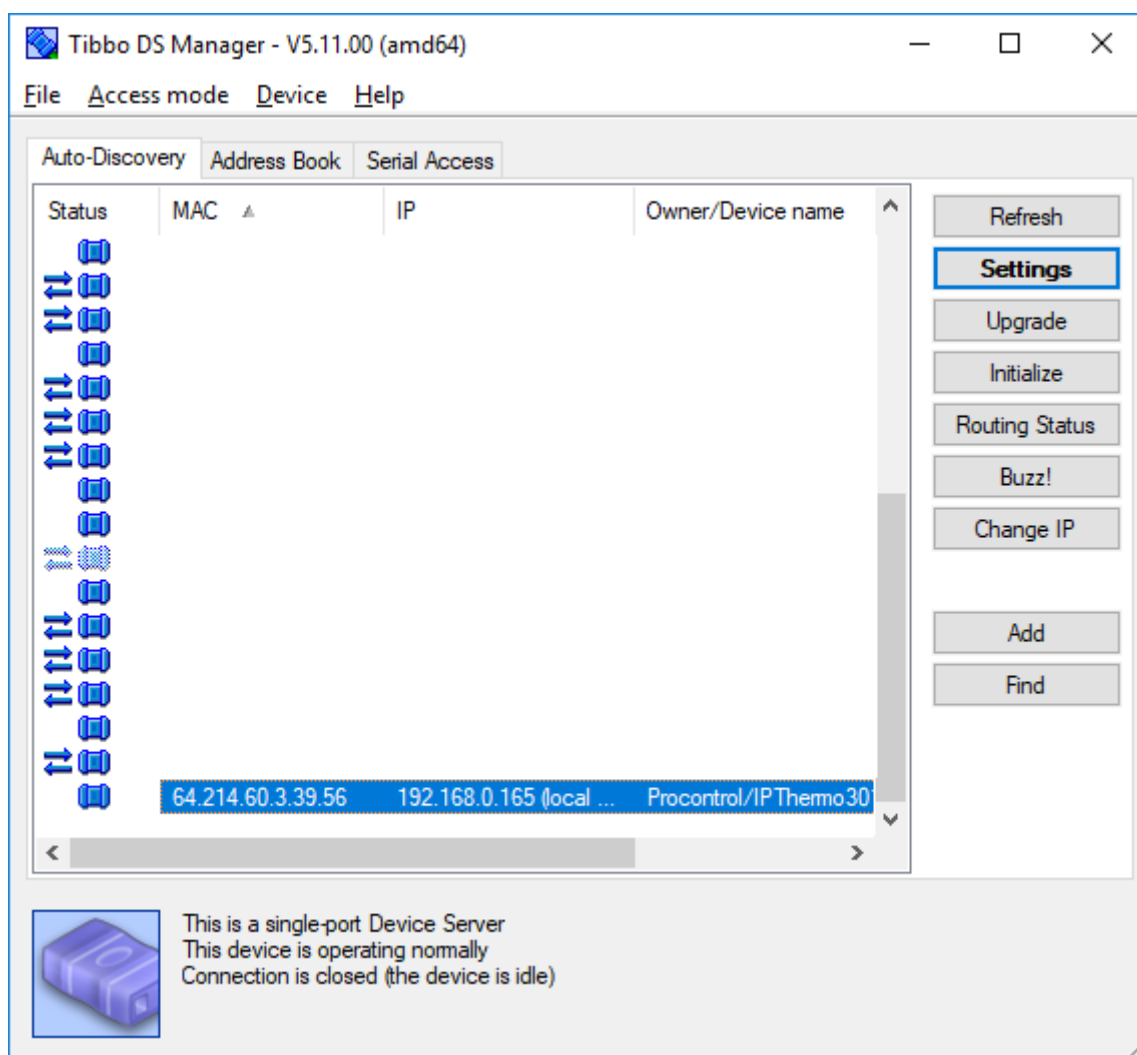 Tibbo DS Manager - V5.11.00 (amd64)
File Access mode Device Help
Auto-Discovery Address Book Serial Access
Status MAC IP Owner/Device name
Refresh
Settings
Upgrade
Initialize
Routing Status
Buzz!
Change IP
Add
Find
64.214.60.3.39.56 192.168.0.165 (local ... Procontrol/IPThermo301
This is a single-port Device Server
This device is operating normally
Connection is closed (the device is idle)